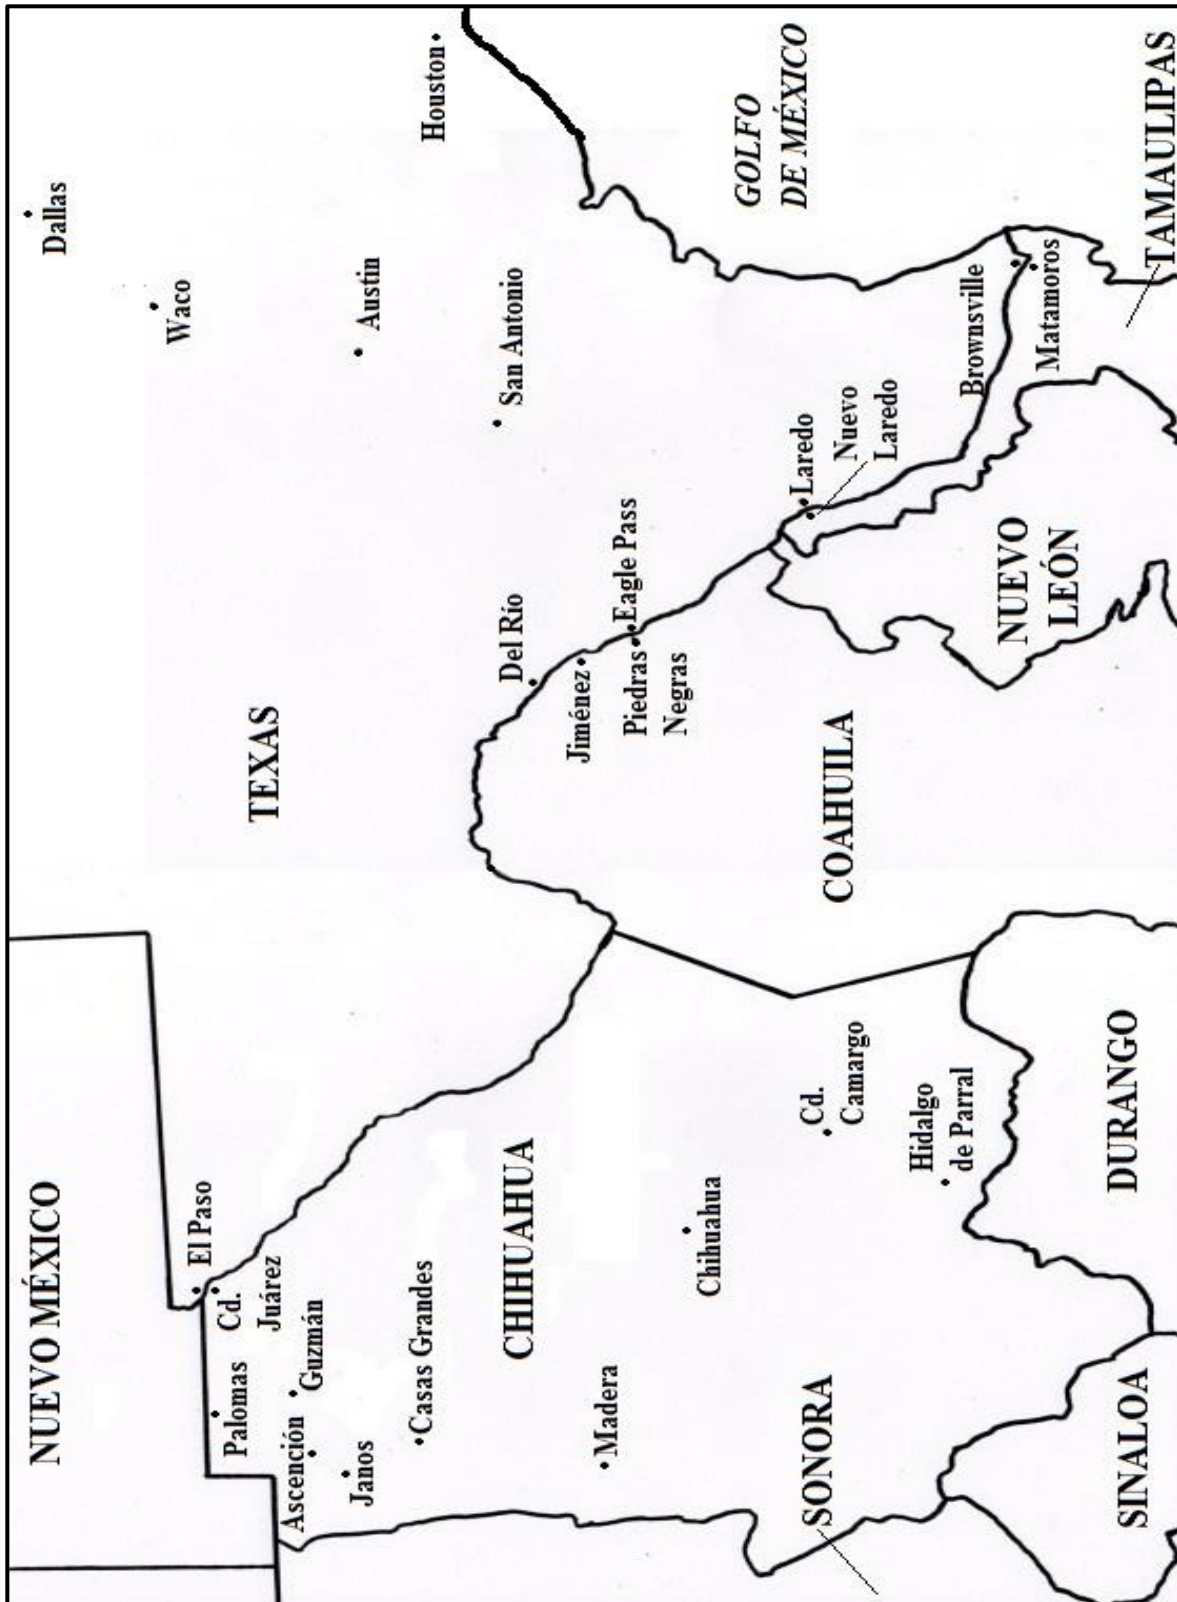 NUEVO MÉXICO
TEXAS
Dallas
Waco
Austin
Houston
San Antonio
El Paso
Cd.
Juárez
Palomas
Guzmán
Ascención
Janos
Casas Grandes
CHIHUAHUA
Madera
Chihuahua
Cd.
Camargo
Hidalgo
de Parral
SONORA
SINALOA
DURANGO
COAHUILA
Del Río
Jiménez
Piedras
Negras
Eagle Pass
Laredo
Nuevo
Laredo
NUEVO
LEÓN
Brownsville
Matamoros
TAMAULIPAS
GOLFO
DE MÉXICO